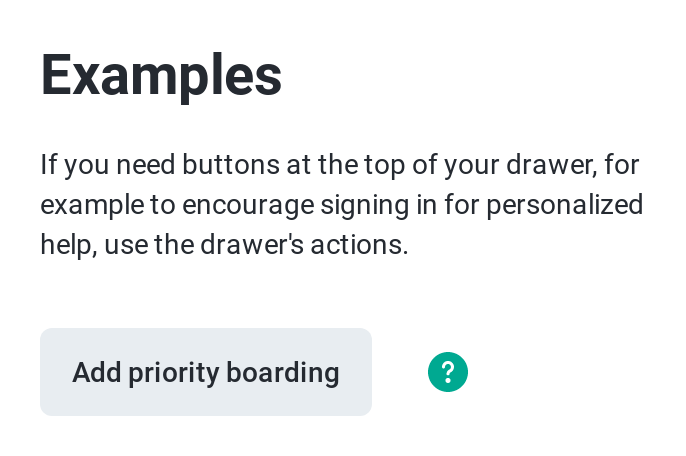 Examples
If you need buttons at the top of your drawer, for
example to encourage signing in for personalized
help, use the drawer's actions.
Add priority boarding
?